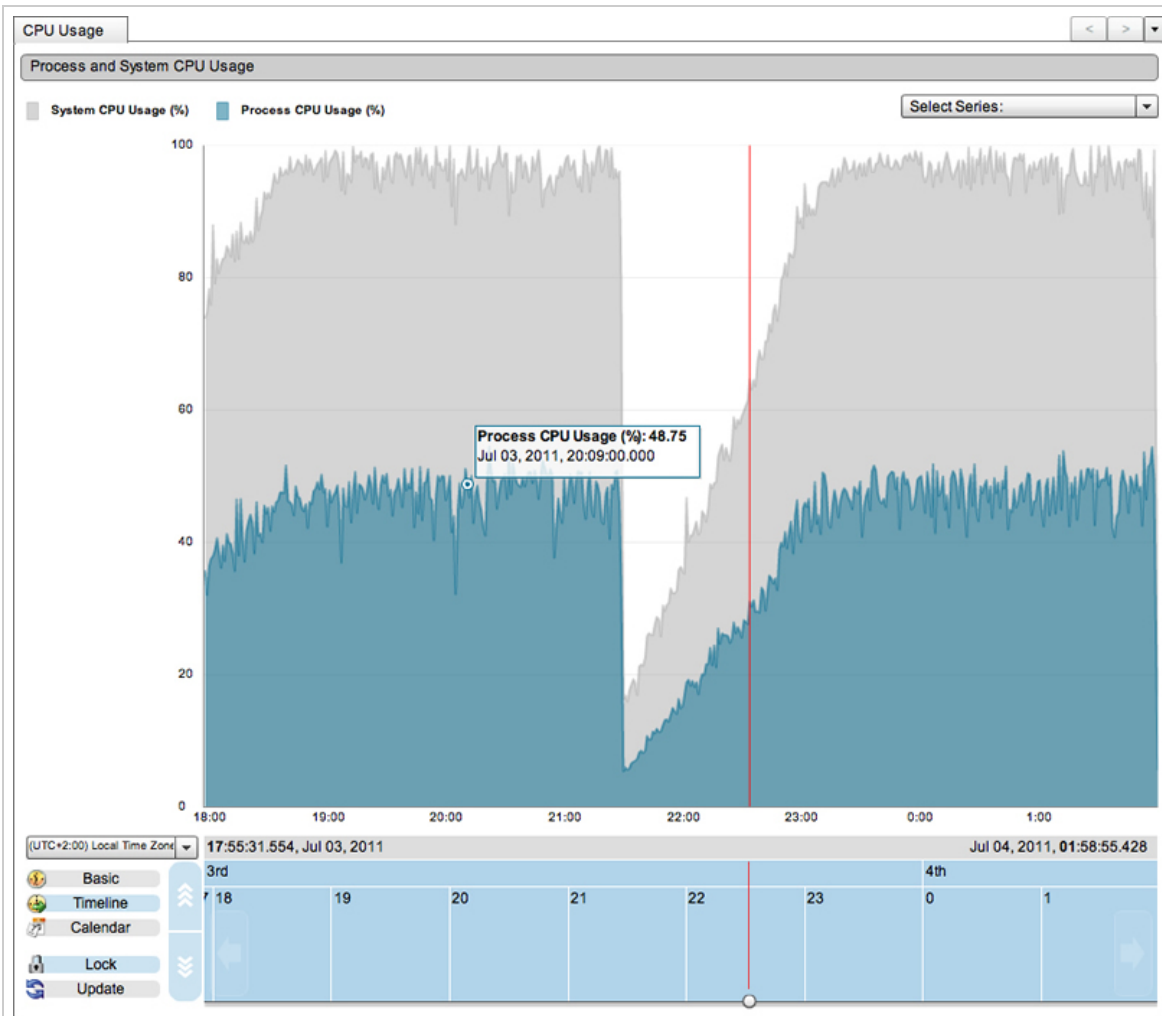 CPU Usage
< >
Process and System CPU Usage
System CPU Usage (%) Process CPU Usage (%)
Select Series:
100
80
60
40
20
0
Process CPU Usage (%): 48.75
Jul 03, 2011, 20:09:00.000
18:00 19:00 20:00 21:00 22:00 23:00 0:00 1:00
(UTC+2:00) Local Time Zone
17:55:31.554, Jul 03, 2011 Jul 04, 2011, 01:58:55.428
Basic
Timeline
Calendar
Lock
Update
3rd 4th
18 19 20 21 22 23 0 1